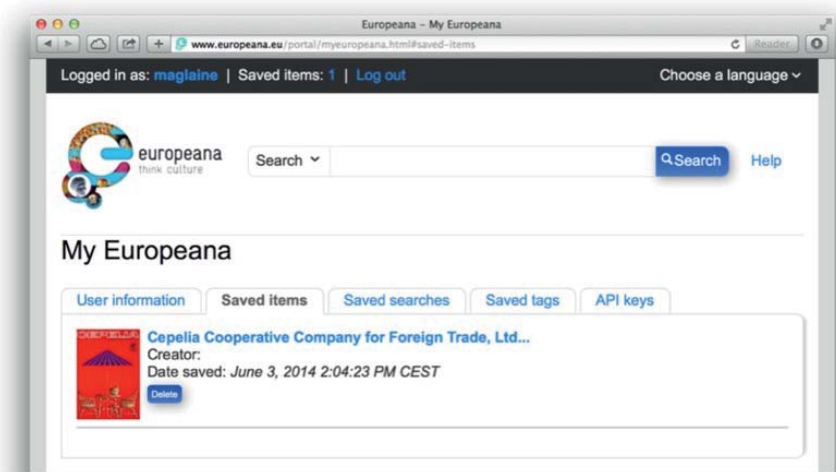 Europeana – My Europeana
www.europeana.eu/portal/myeuropeana.html#saved-items
Reader
Logged in as: maglaine | Saved items: 1 | Log out
Choose a language
europeana
think culture
Search
Search
Help
My Europeana
User information
Saved items
Saved searches
Saved tags
API keys
CEPELIA
Cepelia Cooperative Company for Foreign Trade, Ltd...
Creator:
Date saved: June 3, 2014 2:04:23 PM CEST
Delete